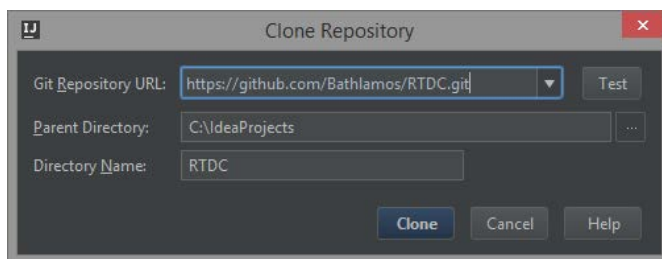 IJ Clone Repository ×
Git Repository URL: https://github.com/Bathlamos/RTDC.git Test
Parent Directory: C:\IdeaProjects ...
Directory Name: RTDC
Clone Cancel Help